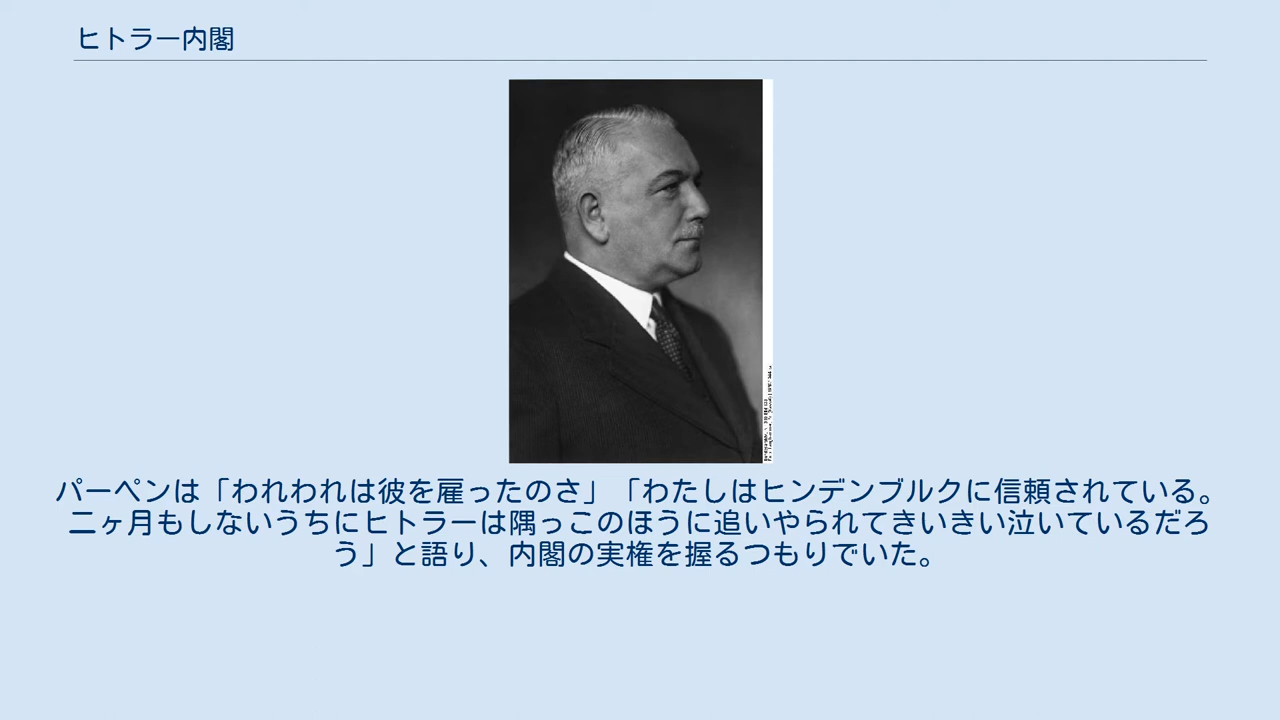 ヒトラー内閣
パーペンは「われわれは彼を雇ったのさ」「わたしはヒンデンブルクに信頼されている。
二ヶ月もしないうちにヒトラーは隅っこのほうに追いやられてきいきい泣いているだろ
う」と語り、内閣の実権を握るつもりでいた。